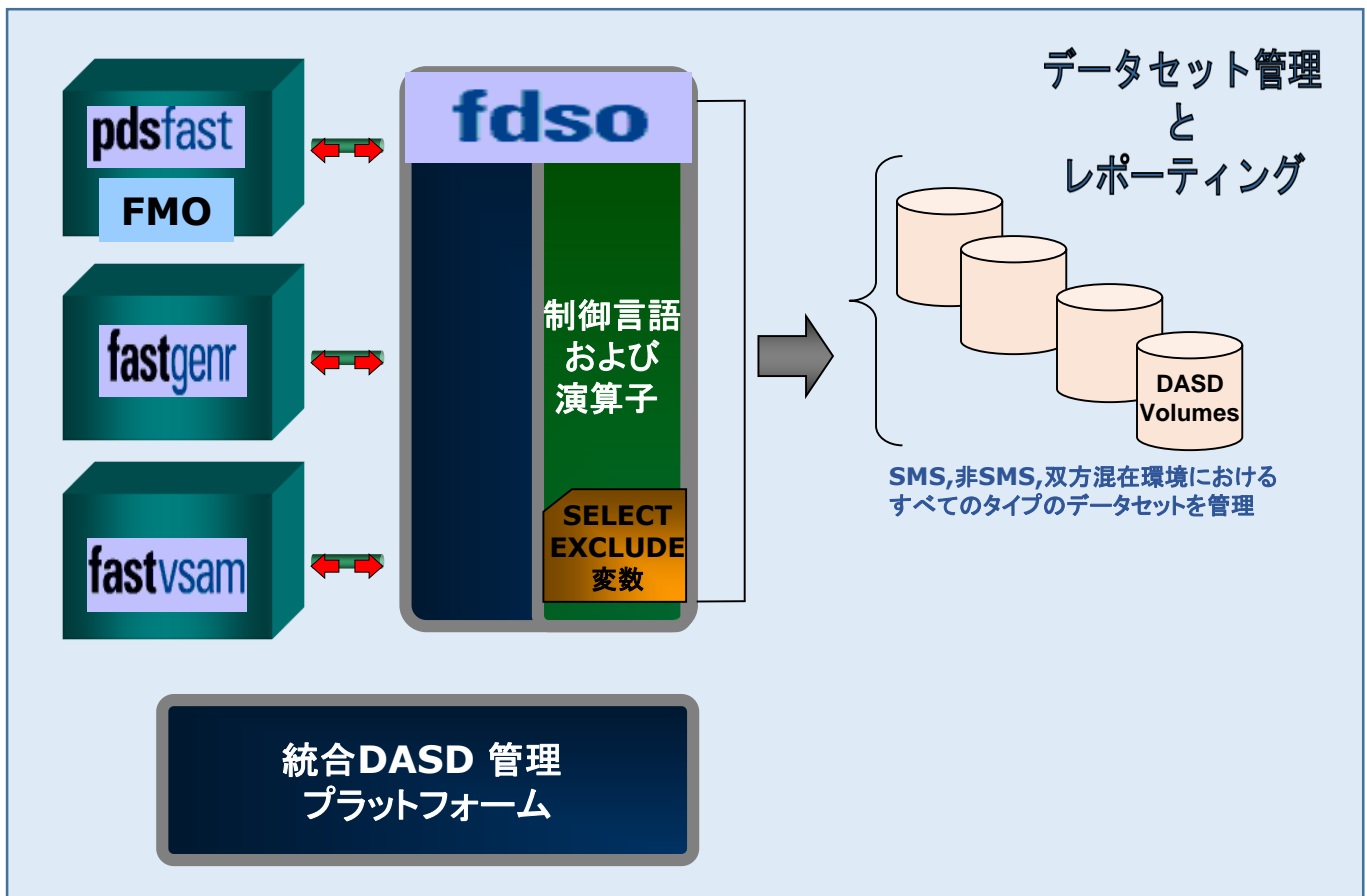 pdsfast
FMO
fastgenr
fastvsam
fdso
制御言語
および
演算子
SELECT
EXCLUDE
変数
データセット管理
と
レポーティング
DASD
Volumes
SMS,非SMS,双方混在環境における
すべてのタイプのデータセットを管理
統合DASD 管理
プラットフォーム